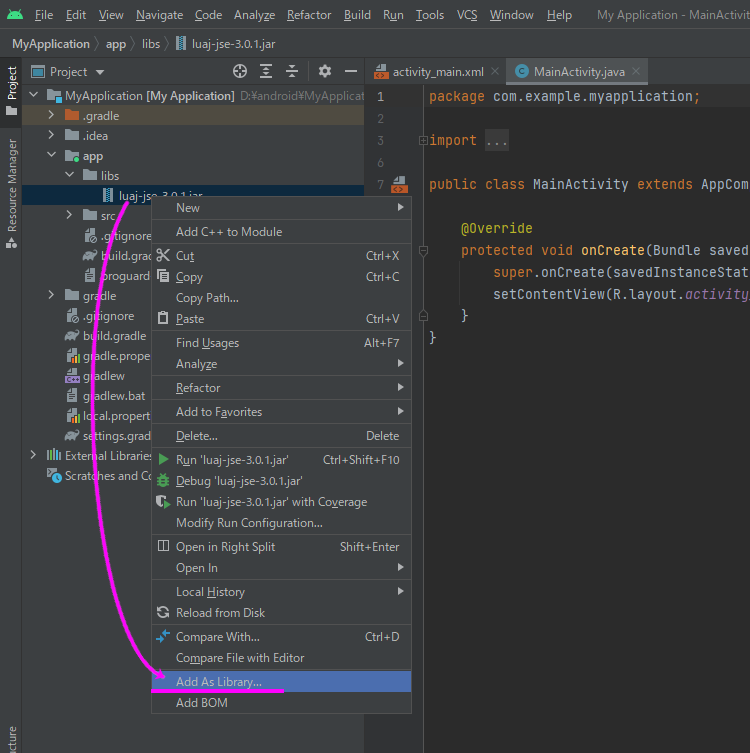 File Edit View Navigate Code Analyze Refactor Build Run Tools VCS Window Help My Application - MainActivit
MyApplication app libs luaj-jse-3.0.1.jar
Project
Resource Manager
ucture
Project
MyApplication [My Application] D:¥android¥MyApplicat
.gradle
.idea
app
libs
luaj-jse-3.0.1.jar
src
.gitignore
build.grad
proguard
gradle
.gitignore
build.gradle
gradle.prope
gradlew
gradlew.bat
local.propert
settings.grad
External Libraries
Scratches and Co
New
Add C++ to Module
Cut Ctrl+X
Copy Ctrl+C
Copy Path...
Paste Ctrl+V
Find Usages Alt+F7
Analyze
Refactor
Add to Favorites
Delete... Delete
Run 'luaj-jse-3.0.1.jar' Ctrl+Shift+F10
Debug 'luaj-jse-3.0.1.jar'
Run 'luaj-jse-3.0.1.jar' with Coverage
Modify Run Configuration...
Open in Right Split Shift+Enter
Open In
Local History
Reload from Disk
Compare With... Ctrl+D
Compare File with Editor
Add As Library...
Add BOM
activity_main.xml MainActivity.java
1 package com.example.myapplication;
2
3 import ...
6
7 public class MainActivity extends AppCom
@Override
protected void onCreate(Bundle saved
super.onCreate(savedInstanceStat
setContentView(R.layout.activity
}
}